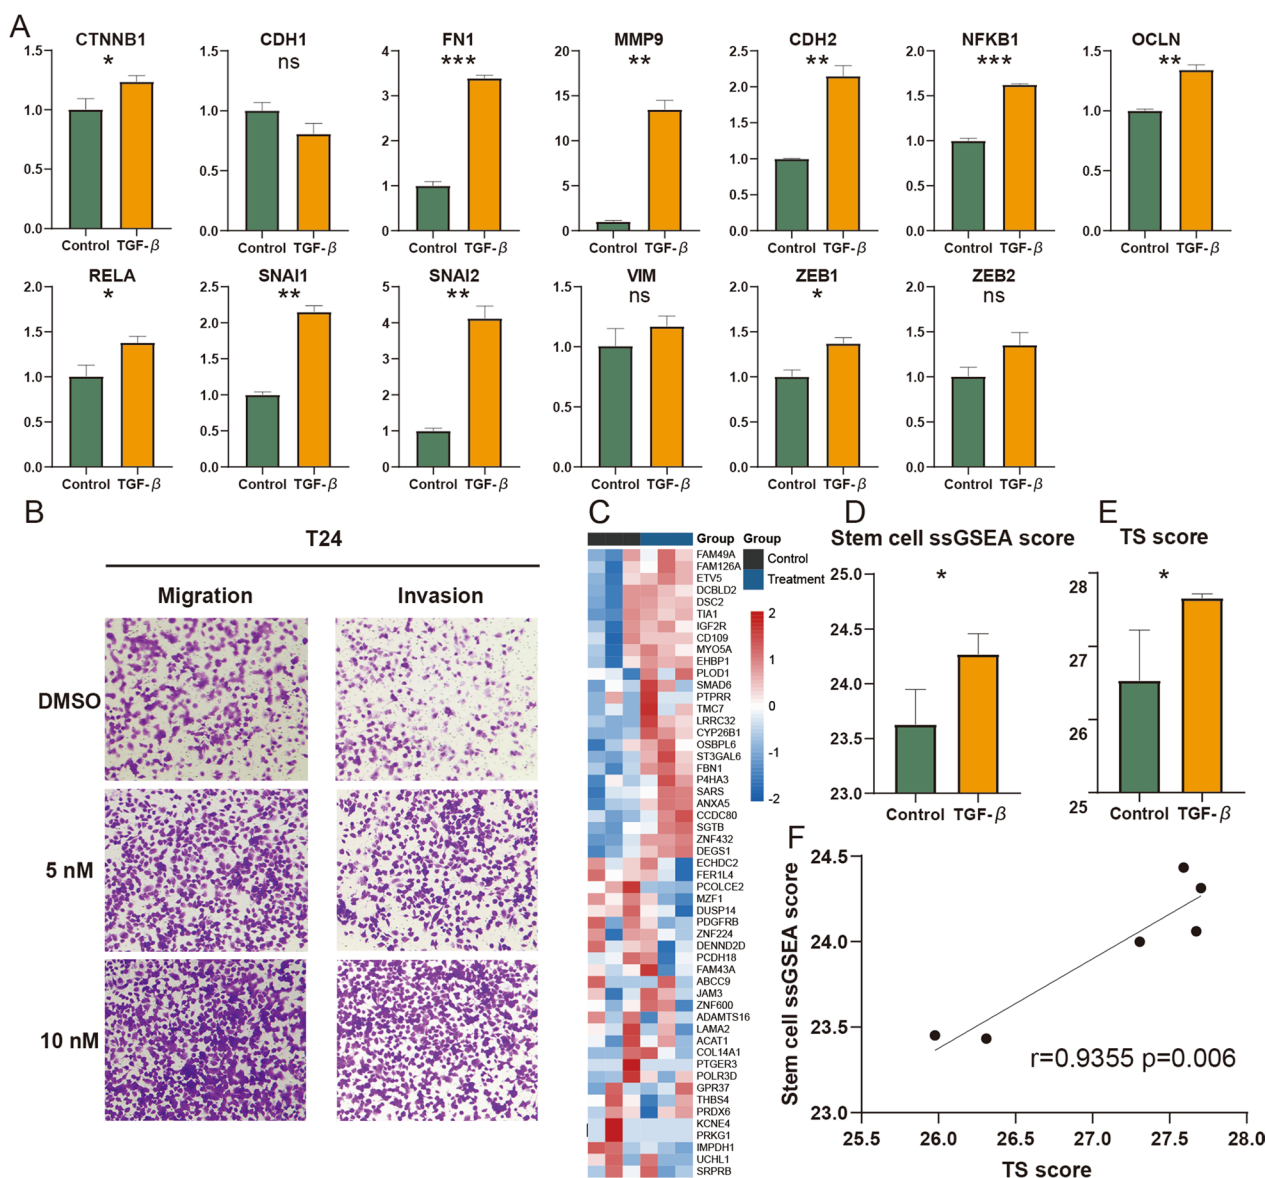 A
CTNNB1
*
1.5
1.0
0.5
0.0
Control TGF-β
CDH1
ns
1.5
1.0
0.5
0.0
Control TGF-β
FN1
***
4
3
2
1
0
Control TGF-β
MMP9
**
20
15
10
5
0
Control TGF-β
CDH2
**
2.5
2.0
1.5
1.0
0.5
0.0
Control TGF-β
NFKB1
***
2.0
1.5
1.0
0.5
0.0
Control TGF-β
OCLN
**
1.5
1.0
0.5
0.0
Control TGF-β
RELA
*
2.0
1.5
1.0
0.5
0.0
Control TGF-β
SNAI1
**
2.5
2.0
1.5
1.0
0.5
0.0
Control TGF-β
SNAI2
**
5
4
3
2
1
0
Control TGF-β
VIM
ns
1.5
1.0
0.5
0.0
Control TGF-β
ZEB1
*
2.0
1.5
1.0
0.5
0.0
Control TGF-β
ZEB2
ns
2.0
1.5
1.0
0.5
0.0
Control TGF-β
B
T24
Migration Invasion
DMSO
5 nM
10 nM
C
Group
FAM49A
FAM126A
ETV5
DCBLD2
DSC2
TIA1
IGF2R
CD109
MYO5A
EHBP1
PLOD1
SMAD6
PTPRR
TMC7
LRRC32
CYP26B1
OSBPL6
ST3GAL6
FBN1
P4HA3
SARS
ANXA5
CCDC80
SGTB
ZNF432
DEGS1
ECHDC2
FER1L4
PCOLCE2
MZF1
DUSP14
PDGFRB
ZNF224
DENND2D
PCDH18
FAM43A
ABCC9
JAM3
ZNF600
ADAMTS16
LAMA2
ACAT1
COL14A1
PTGER3
POLR3D
GPR37
THBS4
PRDX6
KCNE4
PRKG1
IMPDH1
UCHL1
SRPRB
Group
Control
Treatment
2
1
0
-1
-2
D
Stem cell ssGSEA score
*
25.0
24.5
24.0
23.5
23.0
Control TGF-β
E
TS score
*
28
27
26
25
Control TGF-β
F
Stem cell ssGSEA score
24.5
24.0
23.5
23.0
r=0.9355 p=0.006
25.5 26.0 26.5 27.0 27.5 28.0
TS score